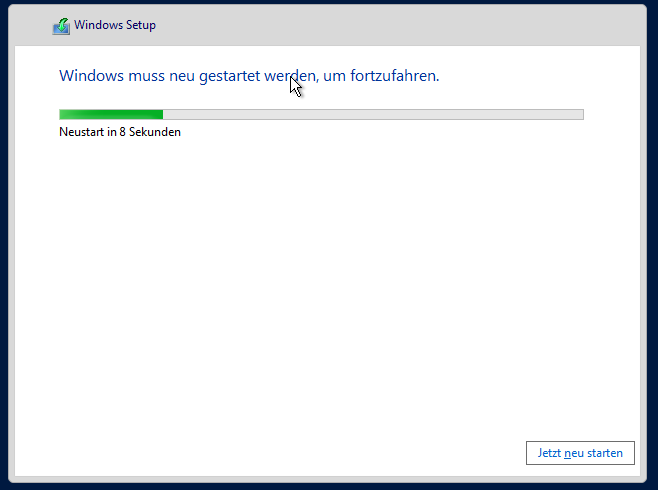 Windows Setup
Windows muss neu gestartet werden, um fortzufahren.
Neustart in 8 Sekunden
Jetzt neu starten